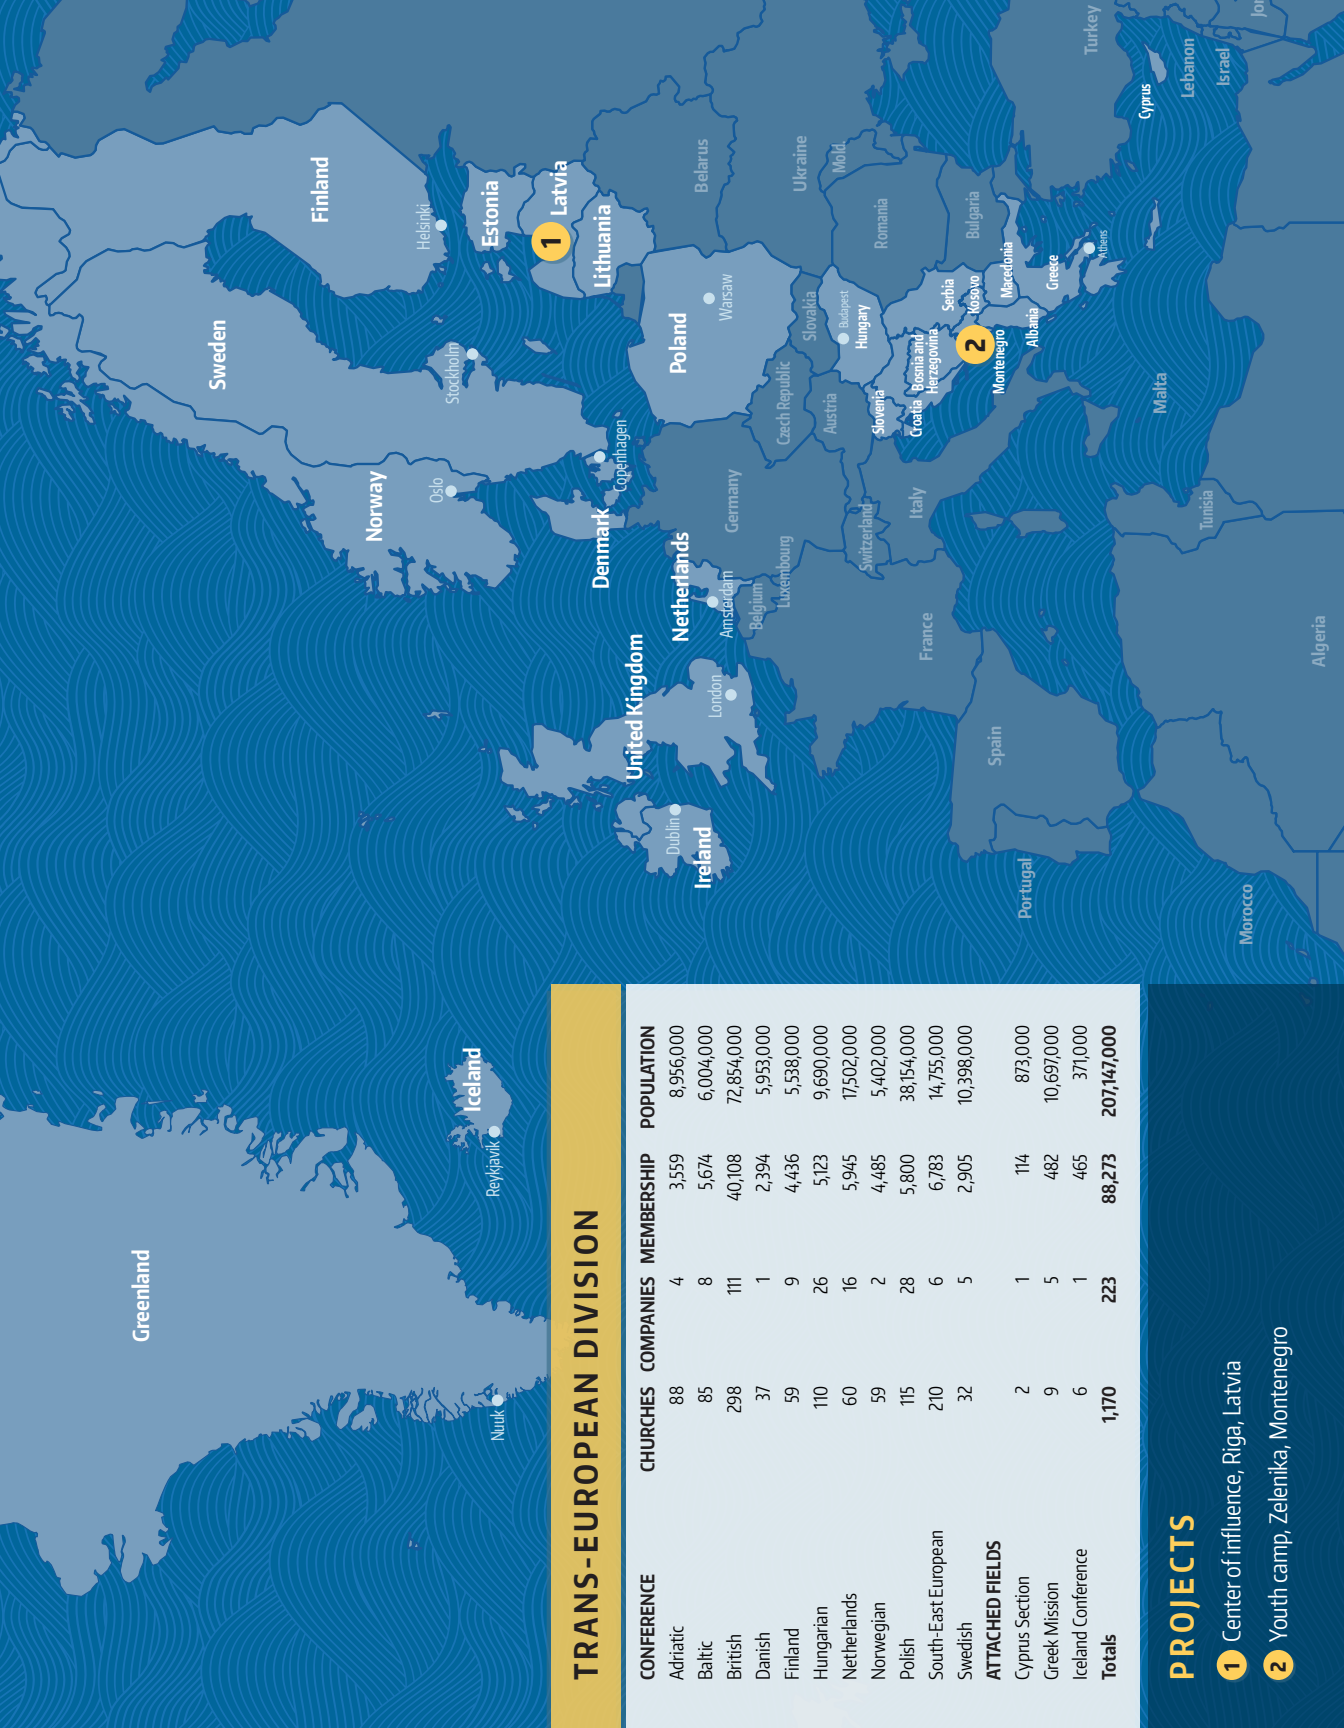 Greenland
Nuuk
Reykjavik
Iceland
Norway
Oslo
Sweden
Stockholm
Finland
Helsinki
Estonia
1
Latvia
Lithuania
Denmark
Copenhagen
United Kingdom
London
Ireland
Dublin
Netherlands
Amsterdam
Belgium
Luxembourg
Germany
Poland
Warsaw
Belarus
Ukraine
Mold.
Czech Republic
Slovakia
Austria
Budapest
Hungary
Switzerland
France
Italy
Slovenia
Croatia
Bosnia and
Herzegovina
Serbia
Kosovo
2
Montenegro
Macedonia
Albania
Greece
Athens
Romania
Bulgaria
Turkey
Cyprus
Lebanon
Israel
Jor
Malta
Spain
Portugal
Morocco
Algeria
Tunisia
TRANS-EUROPEAN DIVISION
CONFERENCE CHURCHES COMPANIES MEMBERSHIP POPULATION
Adriatic 88 4 3,559 8,956,000
Baltic 85 8 5,674 6,004,000
British 298 111 40,108 72,854,000
Danish 37 1 2,394 5,953,000
Finland 59 9 4,436 5,538,000
Hungarian 110 26 5,123 9,690,000
Netherlands 60 16 5,945 17,502,000
Norwegian 59 2 4,485 5,402,000
Polish 115 28 5,800 38,154,000
South-East European 210 6 6,783 14,755,000
Swedish 32 5 2,905 10,398,000
ATTACHED FIELDS
Cyprus Section 2 1 114 873,000
Greek Mission 9 5 482 10,697,000
Iceland Conference 6 1 465 371,000
Totals 1,170 223 88,273 207,147,000
PROJECTS
1 Center of influence, Riga, Latvia
2 Youth camp, Zelenika, Montenegro